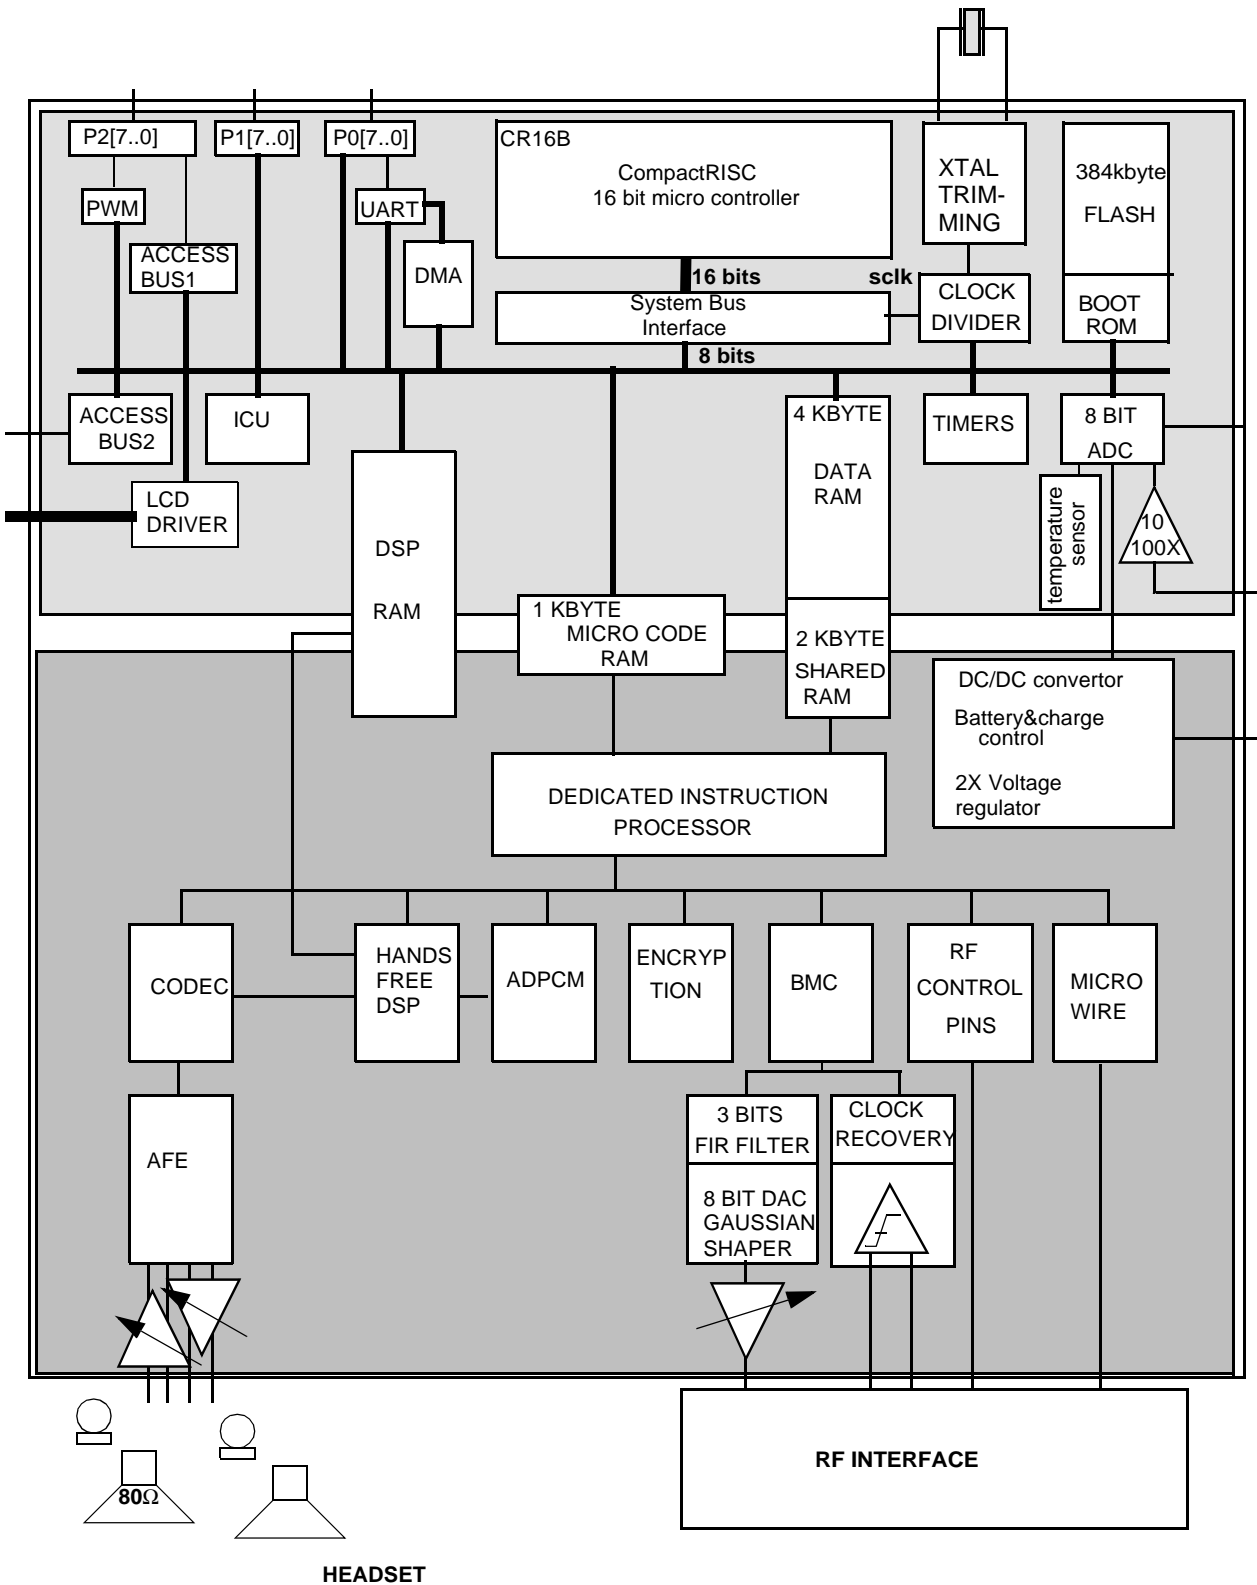 P2[7..0]
P1[7..0]
P0[7..0]
CR16B
CompactRISC
16 bit micro controller
XTAL
TRIM-
MING
384kbyte
FLASH
PWM
UART
ACCESS
BUS1
DMA
16 bits
sclk
System Bus
Interface
CLOCK
DIVIDER
BOOT
ROM
8 bits
ACCESS
BUS2
ICU
4 KBYTE
DATA
RAM
TIMERS
8 BIT
ADC
LCD
DRIVER
DSP
RAM
temperature
sensor
10
100X
1 KBYTE
MICRO CODE
RAM
2 KBYTE
SHARED
RAM
DC/DC convertor
Battery&charge
control
2X Voltage
regulator
DEDICATED INSTRUCTION
PROCESSOR
CODEC
HANDS
FREE
DSP
ADPCM
ENCRYP
TION
BMC
RF
CONTROL
PINS
MICRO
WIRE
AFE
3 BITS
FIR FILTER
CLOCK
RECOVERY
8 BIT DAC
GAUSSIAN
SHAPER
80Ω
RF INTERFACE
HEADSET